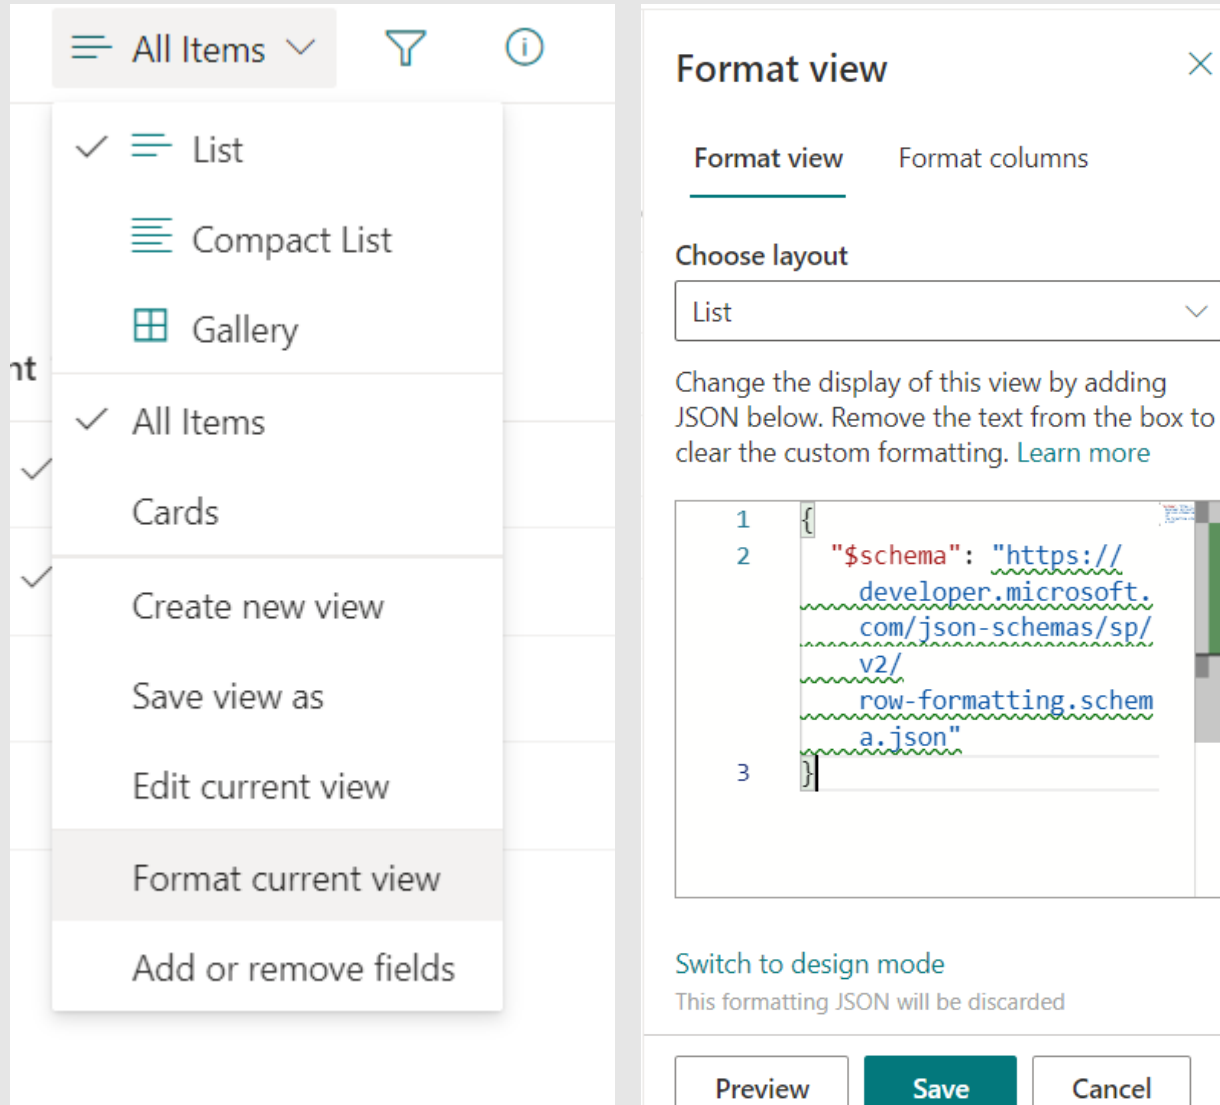 All Items
List
Compact List
Gallery
nt
All Items
Cards
Create new view
Save view as
Edit current view
Format current view
Add or remove fields
Format view
Format view
Format columns
Choose layout
List
Change the display of this view by adding
JSON below. Remove the text from the box to
clear the custom formatting. Learn more
1 {
2 "$schema": "https://
developer.microsoft.
com/json-schemas/sp/
v2/
row-formatting.schem
a.json"
3 }
Switch to design mode
This formatting JSON will be discarded
Preview
Save
Cancel